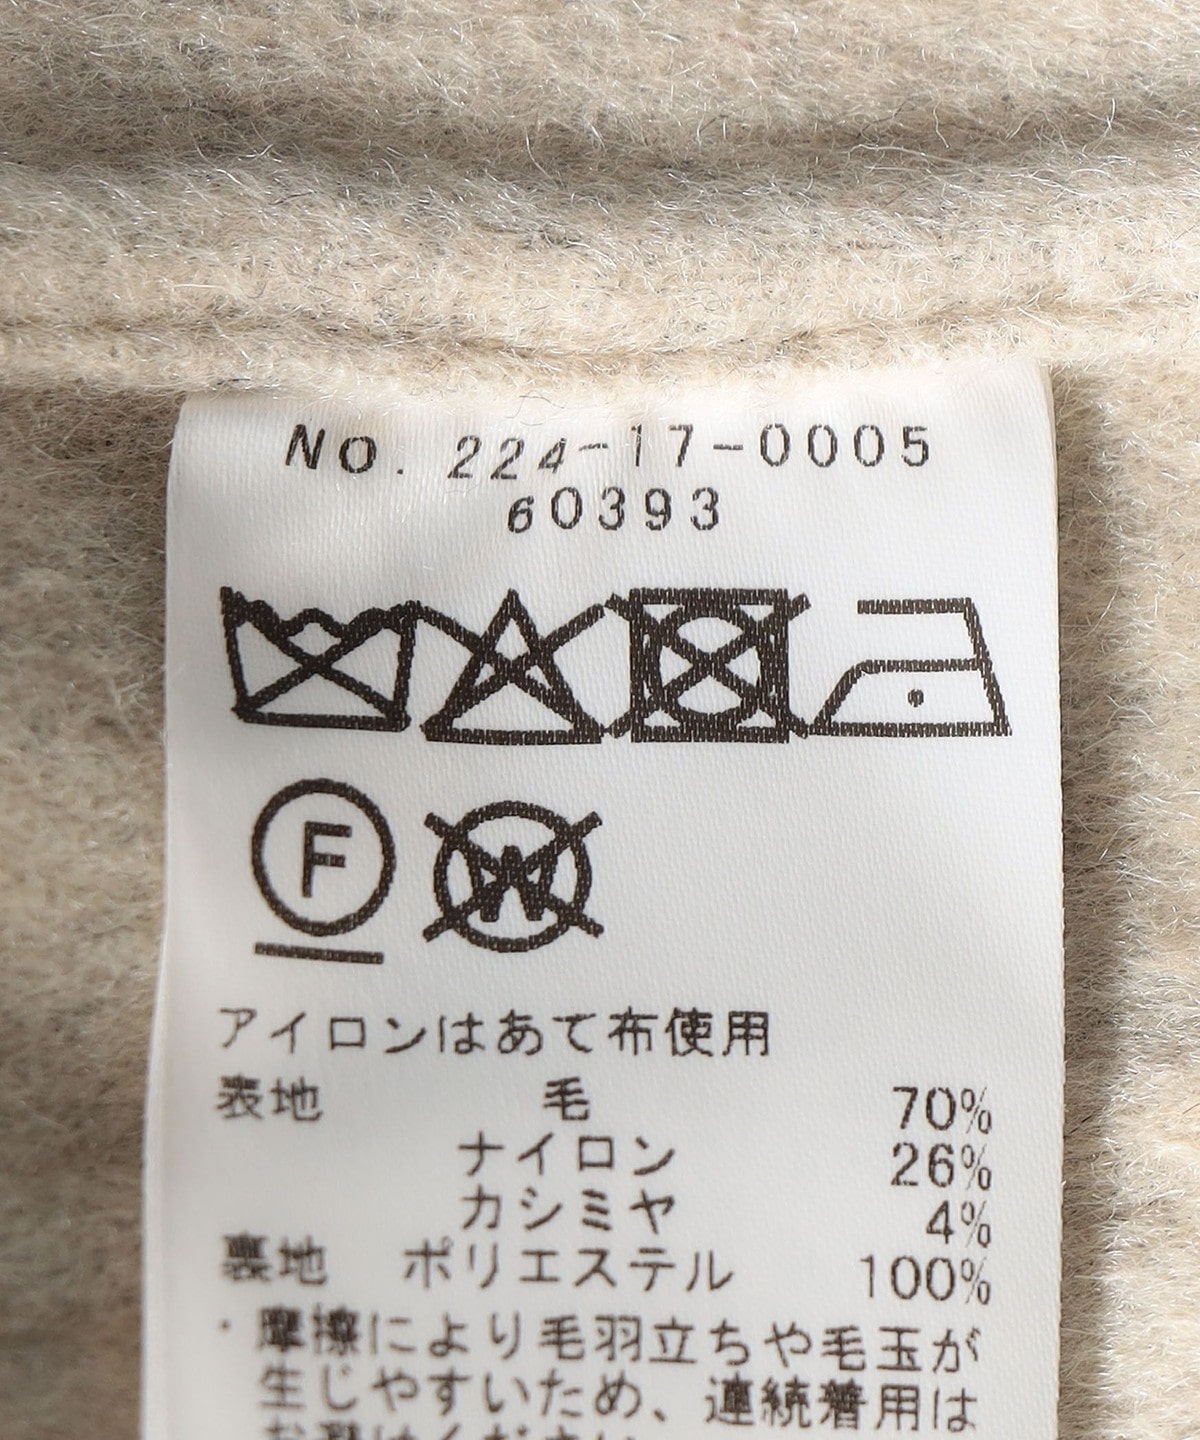 No. 224-17-0005
60393
F
W
アイロンはあて布使用
表地 毛 70%
ナイロン 26%
カシミヤ 4%
裏地 ポリエステル 100%
・摩擦により毛羽立ちや毛玉が
生じやすいため、連続着用は